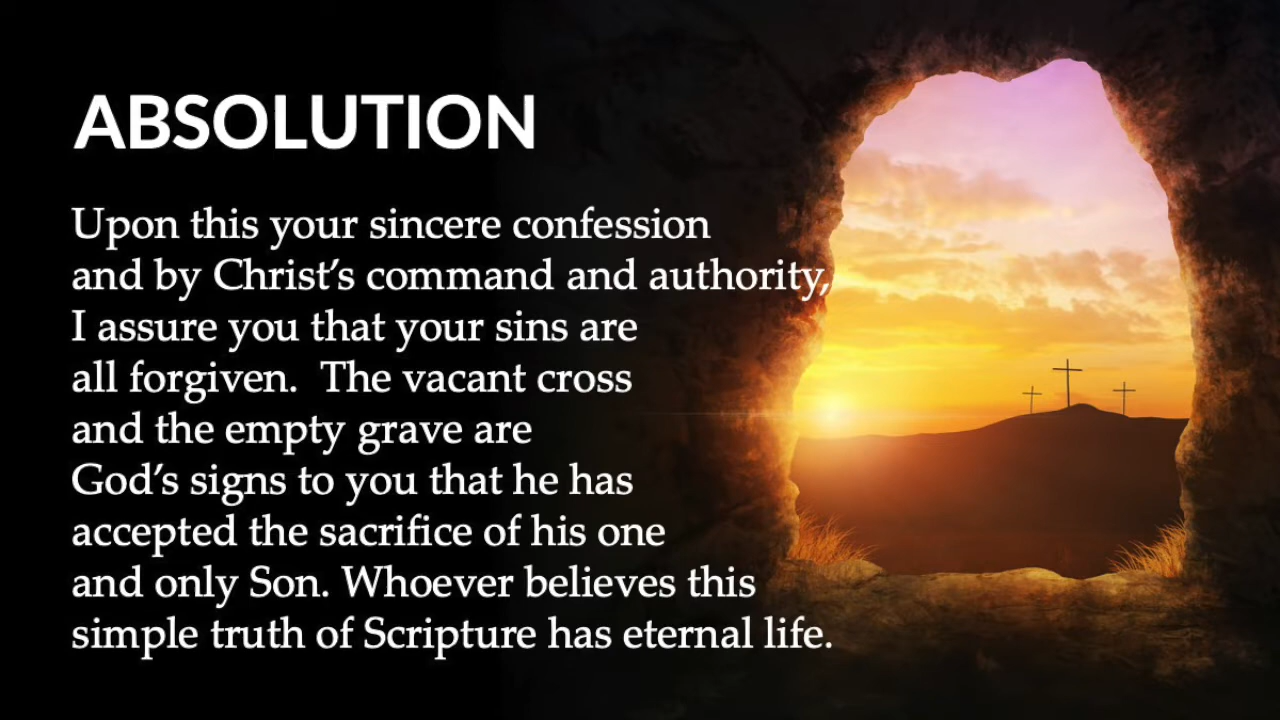 ABSOLUTION
Upon this your sincere confession
and by Christ’s command and authority,
I assure you that your sins are
all forgiven.  The vacant cross
and the empty grave are
God’s signs to you that he has
accepted the sacrifice of his one
and only Son. Whoever believes this
simple truth of Scripture has eternal life.